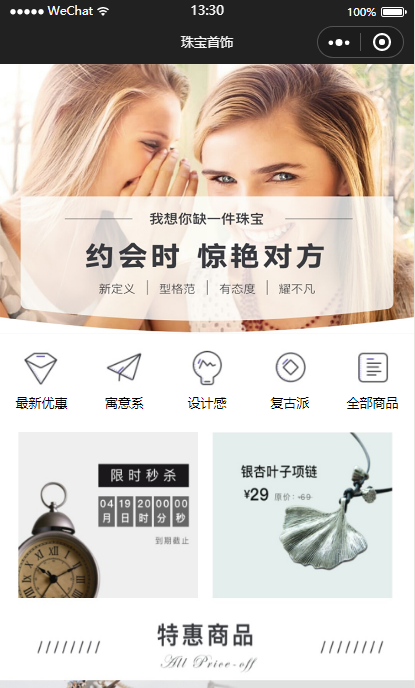 WeChat 13:30 100%
珠宝首饰
我想你缺一件珠宝
约会时 惊艳对方
新定义 | 型格范 | 有态度 | 耀不凡
最新优惠 寓意系 设计感 复古派 全部商品
限时秒杀
04 19 20 00 00
月 日 时 分 秒
到期截止
银杏叶子项链
¥29 原价：-69-
特惠商品
All Price-off